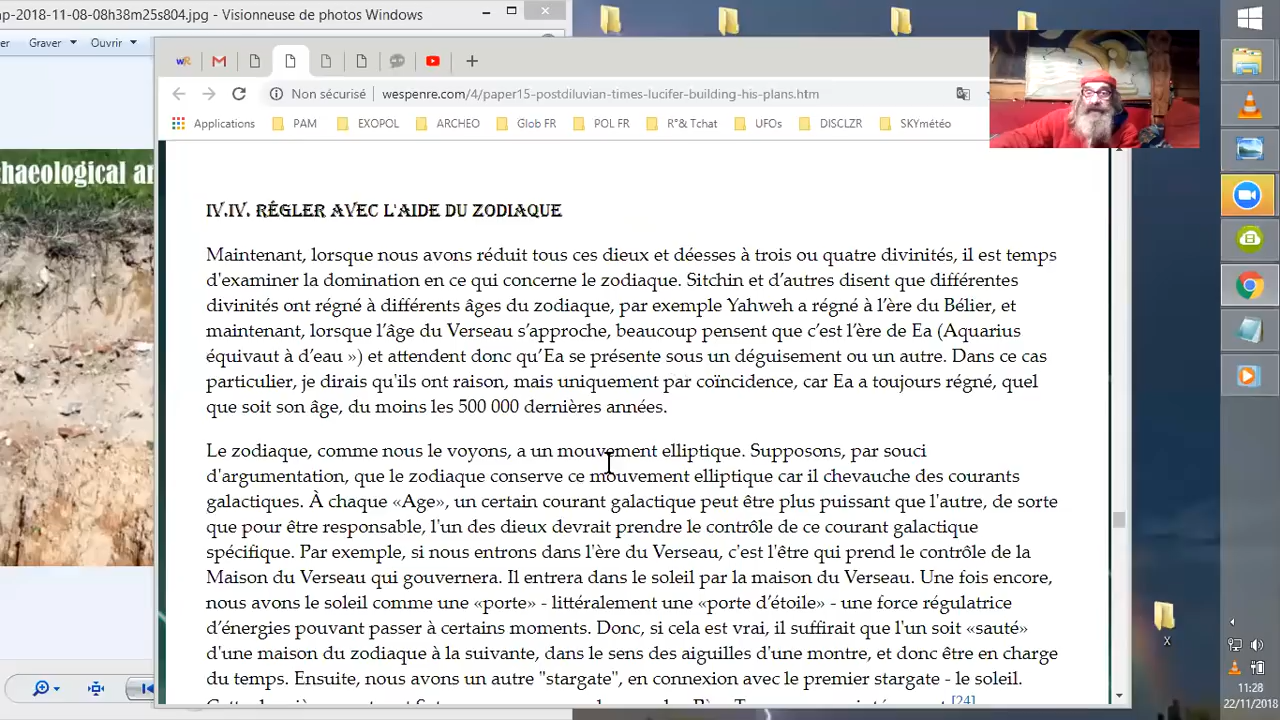 ap-2018-11-08-08h38m25s804.jpg - Visionneuse de photos Windows
Graver
Ouvrir
Non sécurisé
wespenre.com/4/paper15-postdiluvian-times-lucifer-building-his-plans.htm
Applications
PAM
EXOPOL
ARCHEO
Glob FR
POL FR
R°& Tchat
UFOs
DISCLZR
SKYmétéo
IV.IV. RÉGLER AVEC L'AIDE DU ZODIAQUE
Maintenant, lorsque nous avons réduit tous ces dieux et déesses à trois ou quatre divinités, il est temps
d'examiner la domination en ce qui concerne le zodiaque. Sitchin et d’autres disent que différentes
divinités ont régné à différents âges du zodiaque, par exemple Yahweh a régné à l’ère du Bélier, et
maintenant, lorsque l’âge du Verseau s’approche, beaucoup pensent que c’est l’ère de Ea (Aquarius
équivaut à d’eau ») et attendent donc qu’Ea se présente sous un déguisement ou un autre. Dans ce cas
particulier, je dirais qu'ils ont raison, mais uniquement par coïncidence, car Ea a toujours régné, quel
que soit son âge, du moins les 500 000 dernières années.
Le zodiaque, comme nous le voyons, a un mouvement elliptique. Supposons, par souci
d'argumentation, que le zodiaque conserve ce mouvement elliptique car il chevauche des courants
galactiques. À chaque «Age», un certain courant galactique peut être plus puissant que l'autre, de sorte
que pour être responsable, l'un des dieux devrait prendre le contrôle de ce courant galactique
spécifique. Par exemple, si nous entrons dans l'ère du Verseau, c'est l'être qui prend le contrôle de la
Maison du Verseau qui gouvernera. Il entrera dans le soleil par la maison du Verseau. Une fois encore,
nous avons le soleil comme une «porte» - littéralement une «porte d’étoile» - une force régulatrice
d’énergies pouvant passer à certains moments. Donc, si cela est vrai, il suffirait que l'un soit «sauté»
d'une maison du zodiaque à la suivante, dans le sens des aiguilles d'une montre, et donc être en charge
du temps. Ensuite, nous avons un autre "stargate", en connexion avec le premier stargate - le soleil.
[24]
haeological
X
11:28
22/11/2018